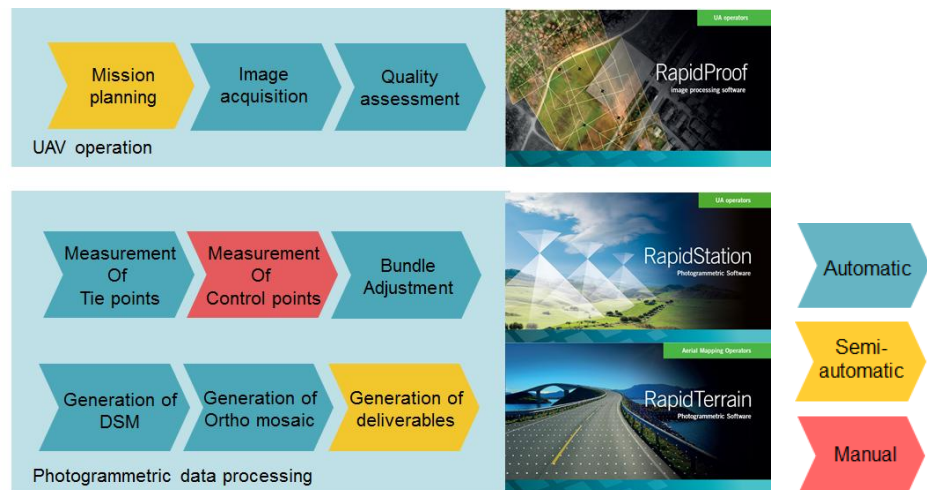 Mission
planning
Image
acquisition
Quality
assessment
UAV operation
UA operators
RapidProof
image processing software
Measurement
Of
Tie points
Measurement
Of
Control points
Bundle
Adjustment
UA operators
RapidStation
Photogrammetric Software
Generation of
DSM
Generation of
Ortho mosaic
Generation of
deliverables
Photogrammetric data processing
Aerial Mapping Operators
RapidTerrain
Photogrammetric Software
Automatic
Semi-
automatic
Manual